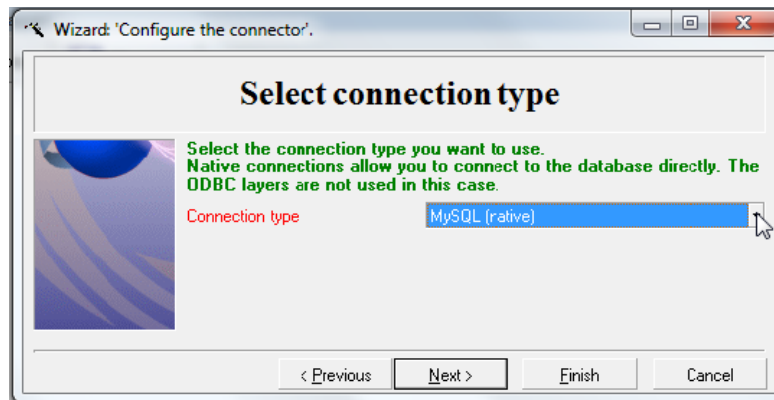 Wizard: 'Configure the connector'.
Select connection type
Select the connection type you want to use.
Native connections allow you to connect to the database directly. The
ODBC layers are not used in this case.
Connection type MySQL (native)
< Previous Next > Finish Cancel